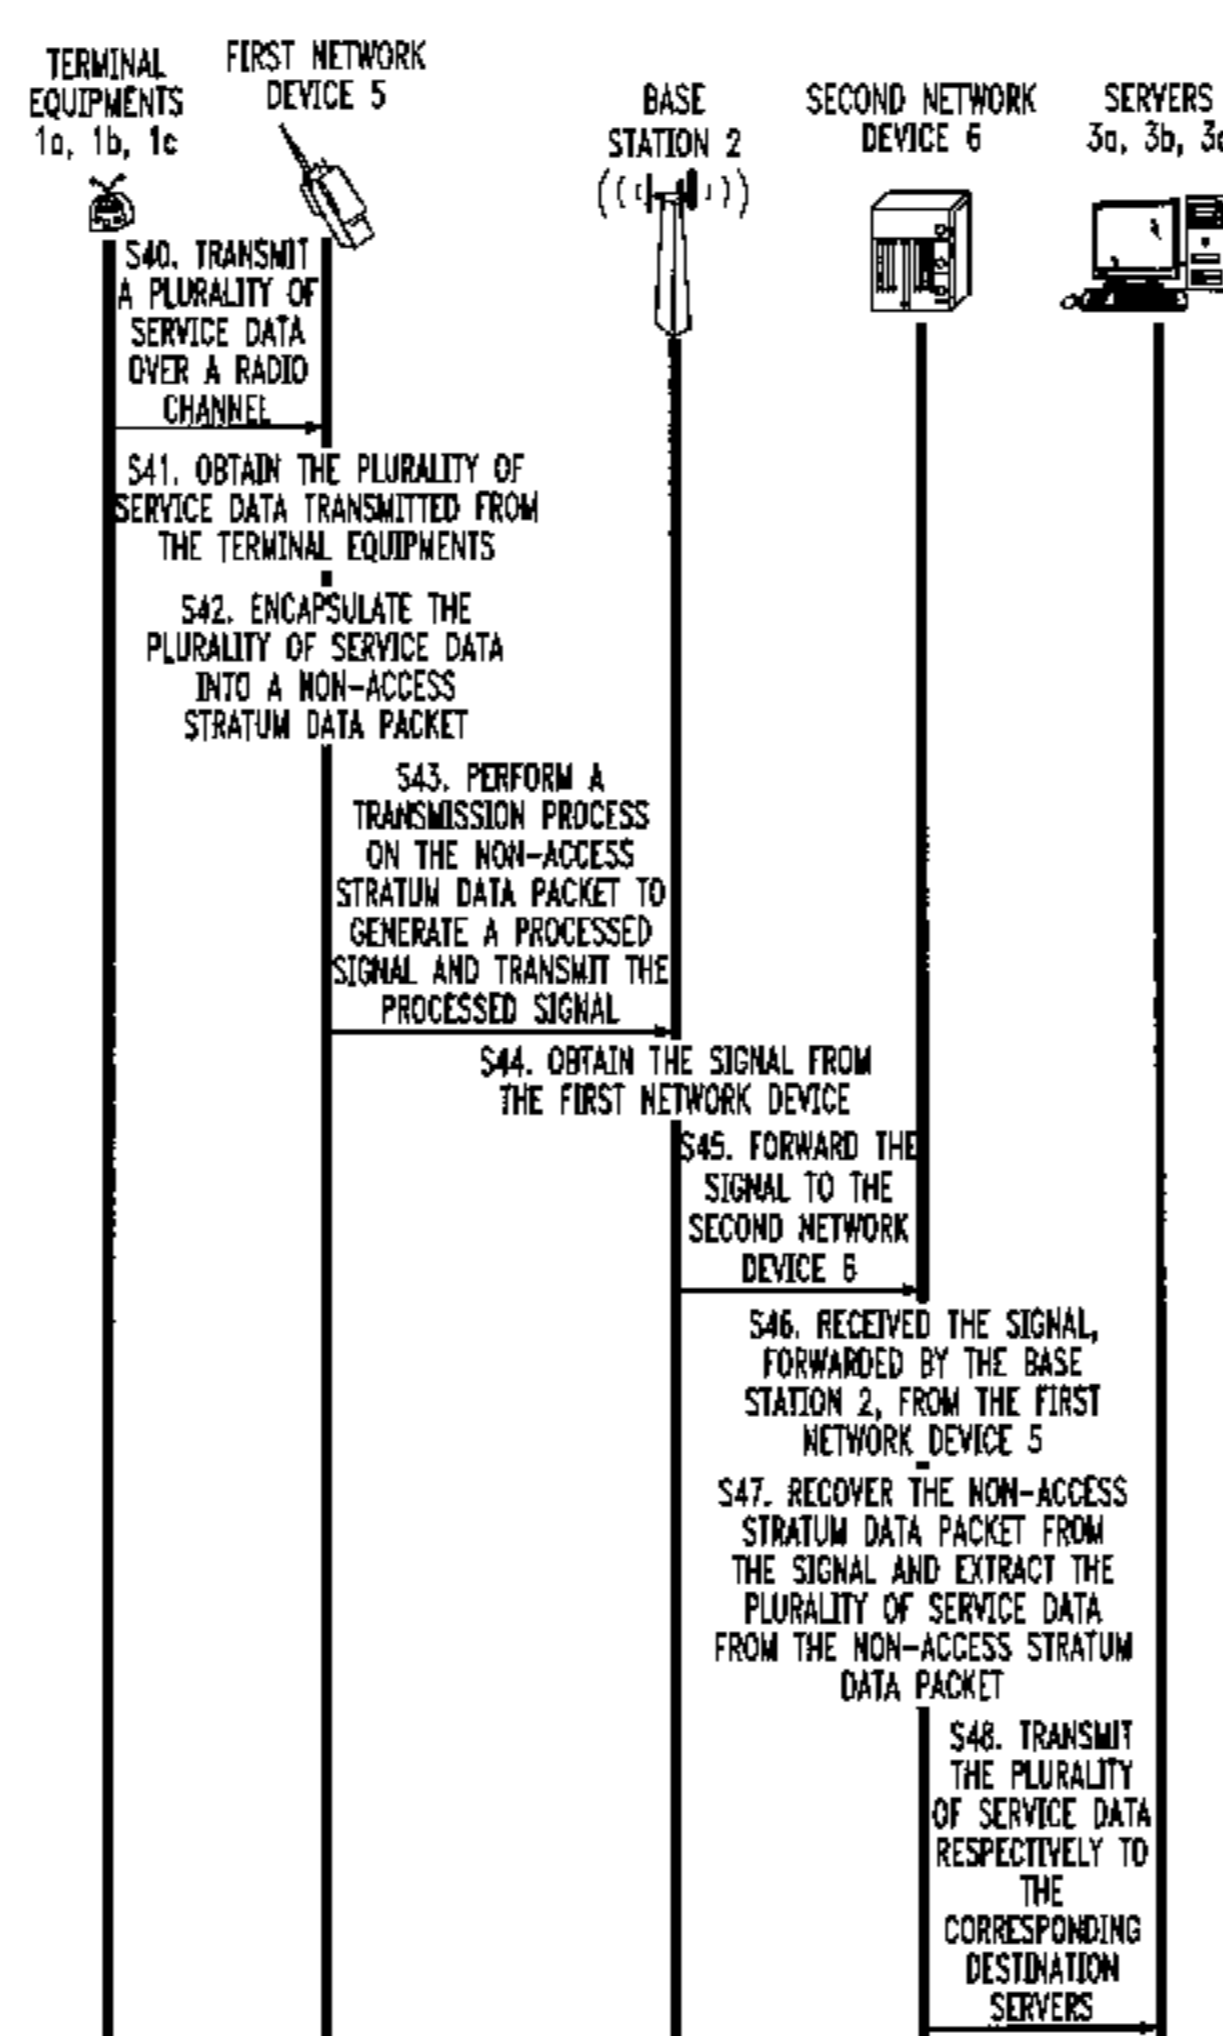 TERMINAL
EQUIPMENTS
1a, 1b, 1c
FIRST NETWORK
DEVICE 5
BASE
STATION 2
SECOND NETWORK
DEVICE 6
SERVERS
3a, 3b, 3c
S40. TRANSMIT
A PLURALITY OF
SERVICE DATA
OVER A RADIO
CHANNEL
S41. OBTAIN THE PLURALITY OF
SERVICE DATA TRANSMITTED FROM
THE TERMINAL EQUIPMENTS
S42. ENCAPSULATE THE
PLURALITY OF SERVICE DATA
INTO A NON-ACCESS
STRATUM DATA PACKET
S43. PERFORM A
TRANSMISSION PROCESS
ON THE NON-ACCESS
STRATUM DATA PACKET TO
GENERATE A PROCESSED
SIGNAL AND TRANSMIT THE
PROCESSED SIGNAL
S44. OBTAIN THE SIGNAL FROM
THE FIRST NETWORK DEVICE
S45. FORWARD THE
SIGNAL TO THE
SECOND NETWORK
DEVICE 6
S46. RECEIVED THE SIGNAL,
FORWARDED BY THE BASE
STATION 2, FROM THE FIRST
NETWORK DEVICE 5
S47. RECOVER THE NON-ACCESS
STRATUM DATA PACKET FROM
THE SIGNAL AND EXTRACT THE
PLURALITY OF SERVICE DATA
FROM THE NON-ACCESS STRATUM
DATA PACKET
S48. TRANSMIT
THE PLURALITY
OF SERVICE DATA
RESPECTIVELY TO
THE
CORRESPONDING
DESTINATION
SERVERS